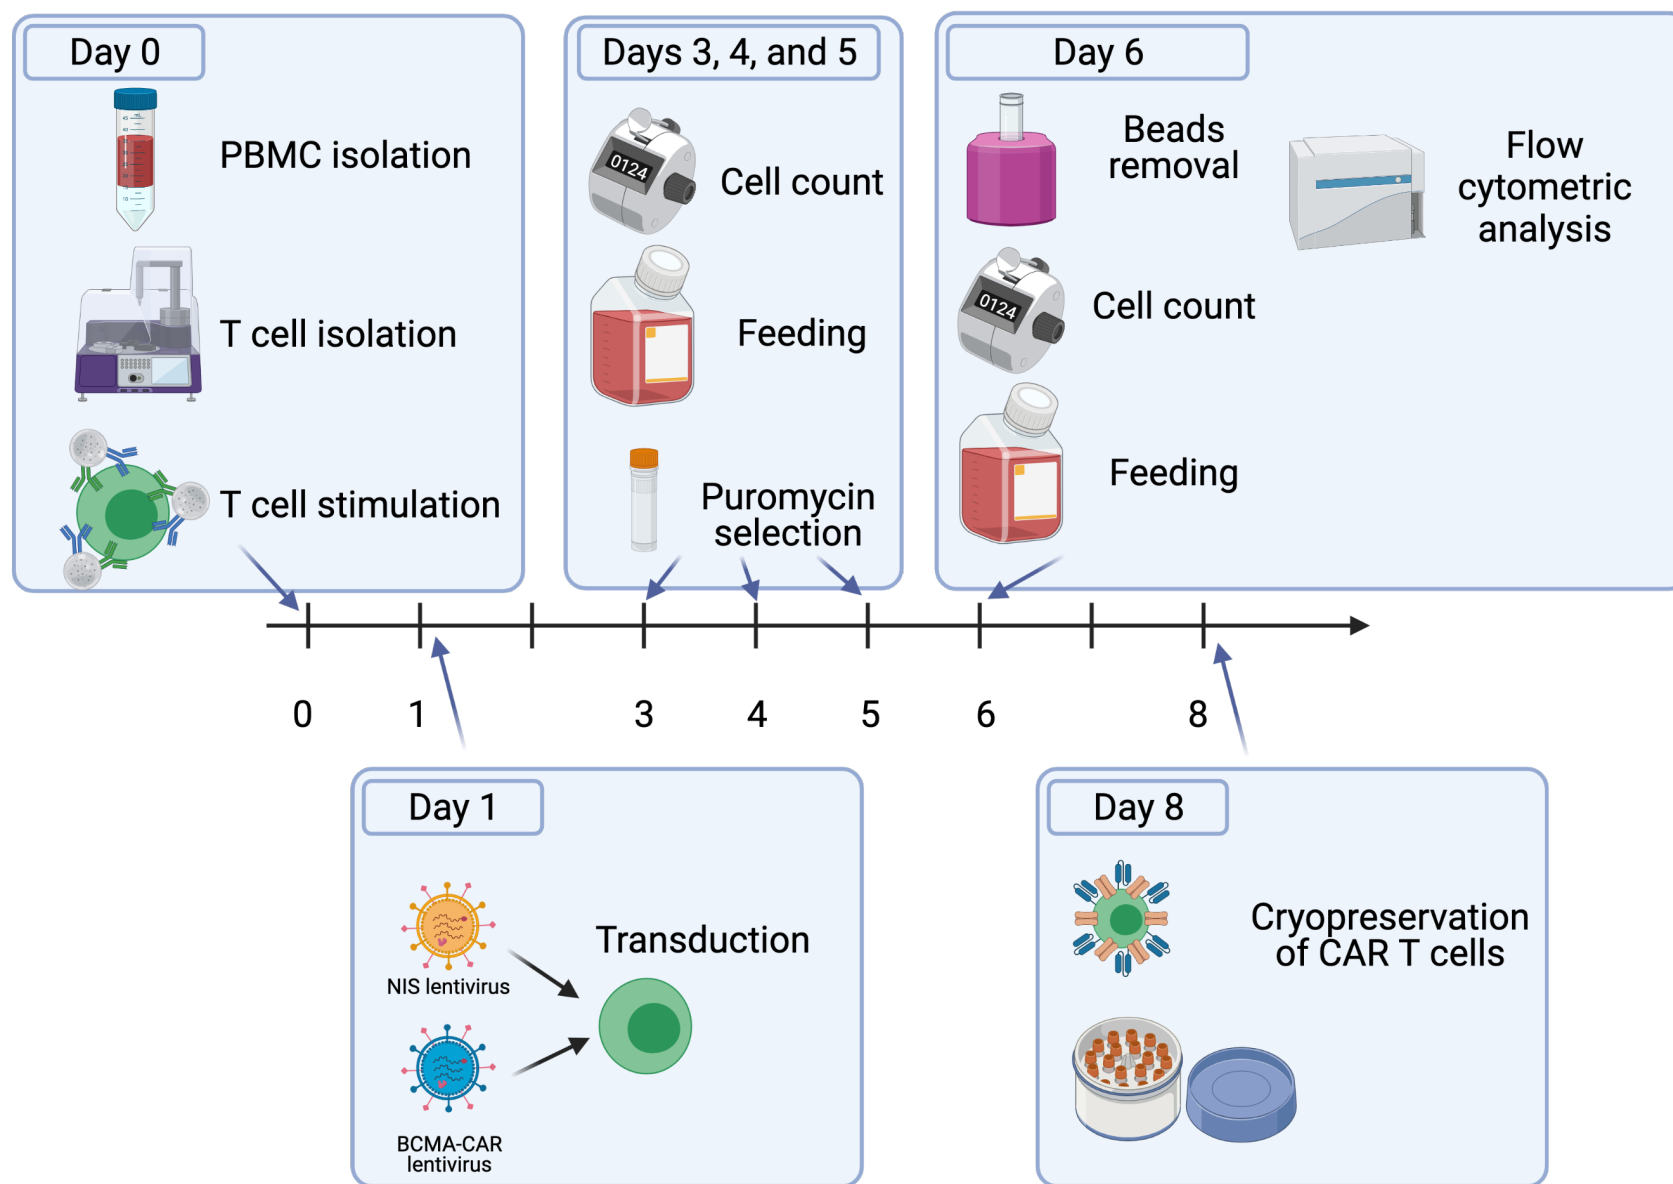 Day 0
PBMC isolation
T cell isolation
T cell stimulation
Days 3, 4, and 5
0124
Cell count
Feeding
Puromycin
selection
Day 6
Beads
removal
0124
Cell count
Feeding
Flow
cytometric
analysis
0
1
3
4
5
6
8
Day 1
NIS lentivirus
BCMA-CAR
lentivirus
Transduction
Day 8
Cryopreservation
of CAR T cells